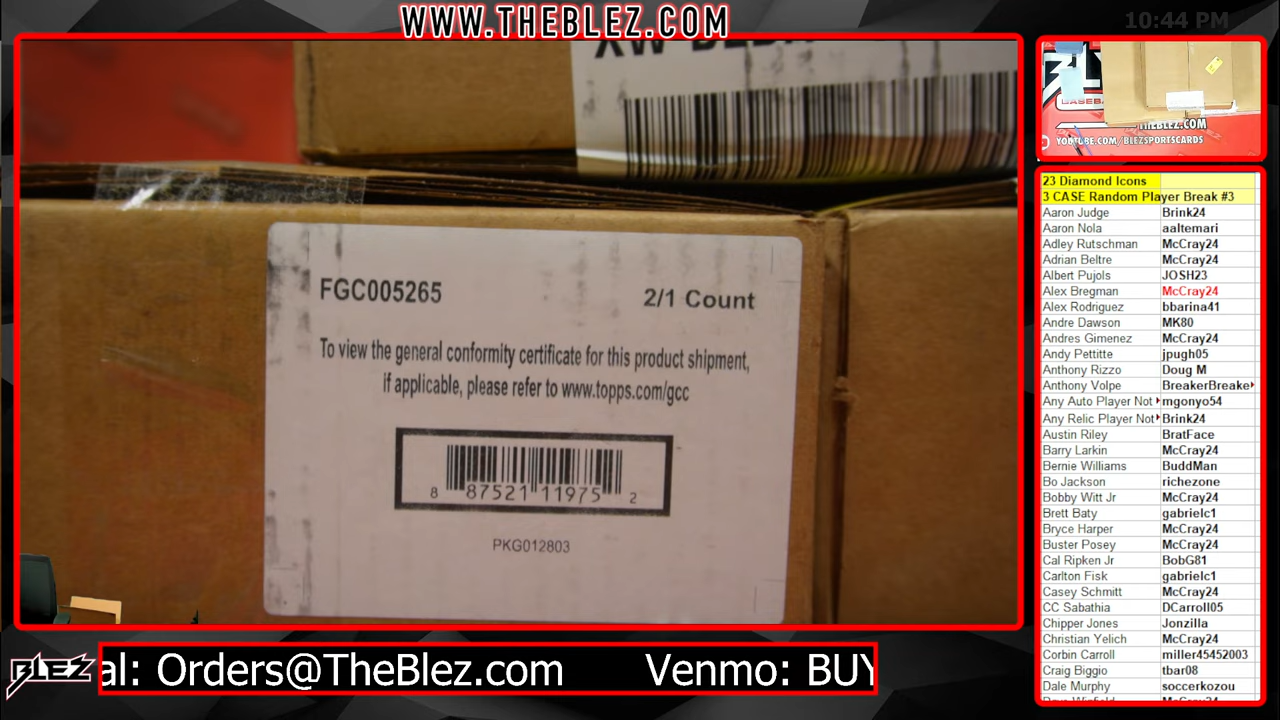 WWW.THEBLEZ.COM
10:44 PM
FGC005265
2/1 Count
To view the general conformity certificate for this product shipment,
if applicable, please refer to www.topps.com/gcc
8 87521 11975 2
PKG012803
THEBLEZ.COM
YOUTUBE.COM/BLEZSPORTSCARDS
23 Diamond Icons
3 CASE Random Player Break #3
Aaron Judge Brink24
Aaron Nola aaltemari
Adley Rutschman McCray24
Adrian Beltre McCray24
Albert Pujols JOSH23
Alex Bregman McCray24
Alex Rodriguez bbarina41
Andre Dawson MK80
Andres Gimenez McCray24
Andy Pettitte jpugh05
Anthony Rizzo Doug M
Anthony Volpe BreakerBreake
Any Auto Player Not mgonyo54
Any Relic Player Not Brink24
Austin Riley BratFace
Barry Larkin McCray24
Bernie Williams BuddMan
Bo Jackson richezone
Bobby Witt Jr McCray24
Brett Baty gabrielc1
Bryce Harper McCray24
Buster Posey McCray24
Cal Ripken Jr BobG81
Carlton Fisk gabrielc1
Casey Schmitt McCray24
CC Sabathia DCarroll05
Chipper Jones Jonzilla
Christian Yelich McCray24
Corbin Carroll miller45452003
Craig Biggio tbar08
Dale Murphy soccerkozou
BLEZ
al: Orders@TheBlez.com Venmo: BUY